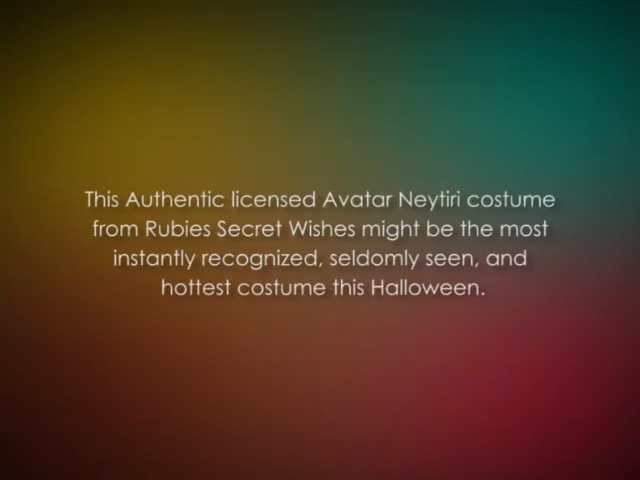 This Authentic licensed Avatar Neytiri costume
from Rubies Secret Wishes might be the most
instantly recognized, seldomly seen, and
hottest costume this Halloween.